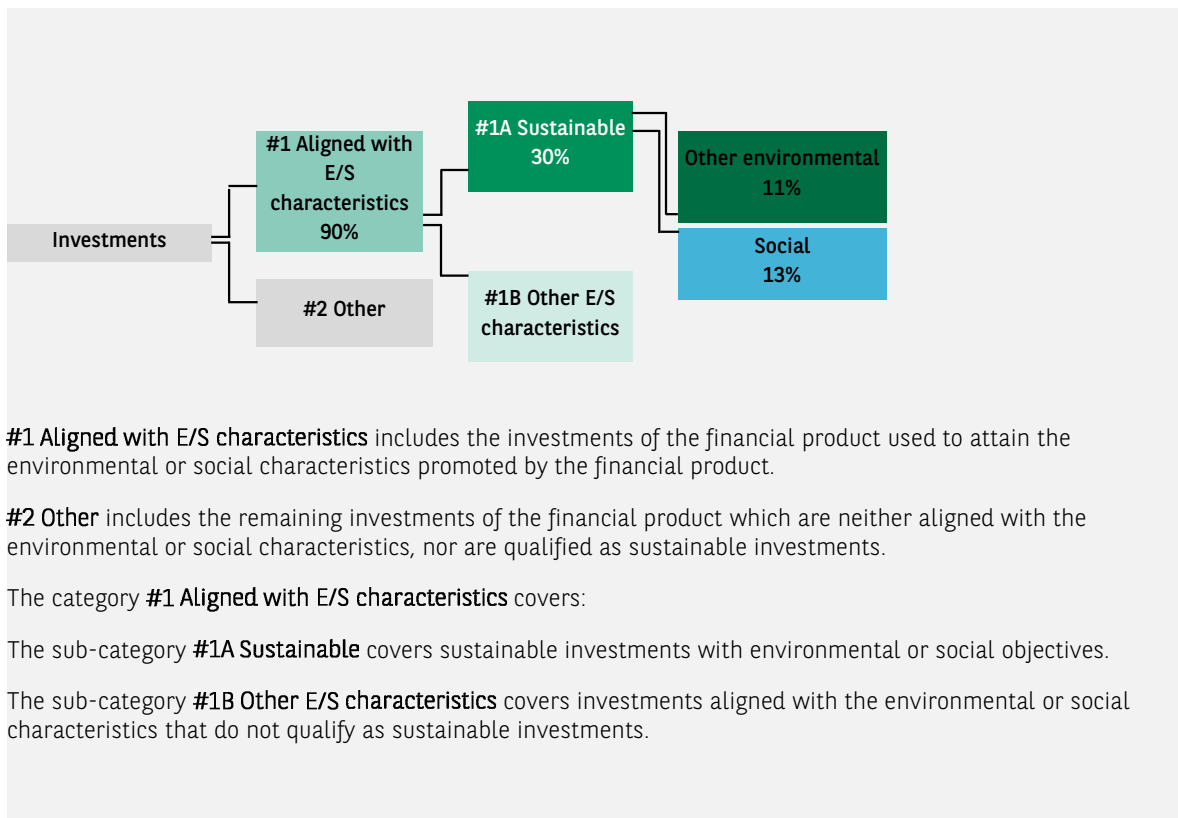 #1A Sustainable
30%
#1 Aligned with
E/S
characteristics
90%
Other environmental
11%
Investments
Social
13%
#2 Other
#1B Other E/S
characteristics
#1 Aligned with E/S characteristics includes the investments of the financial product used to attain the
environmental or social characteristics promoted by the financial product.
#2 Other includes the remaining investments of the financial product which are neither aligned with the
environmental or social characteristics, nor are qualified as sustainable investments.
The category #1 Aligned with E/S characteristics covers:
The sub-category #1A Sustainable covers sustainable investments with environmental or social objectives.
The sub-category #1B Other E/S characteristics covers investments aligned with the environmental or social
characteristics that do not qualify as sustainable investments.